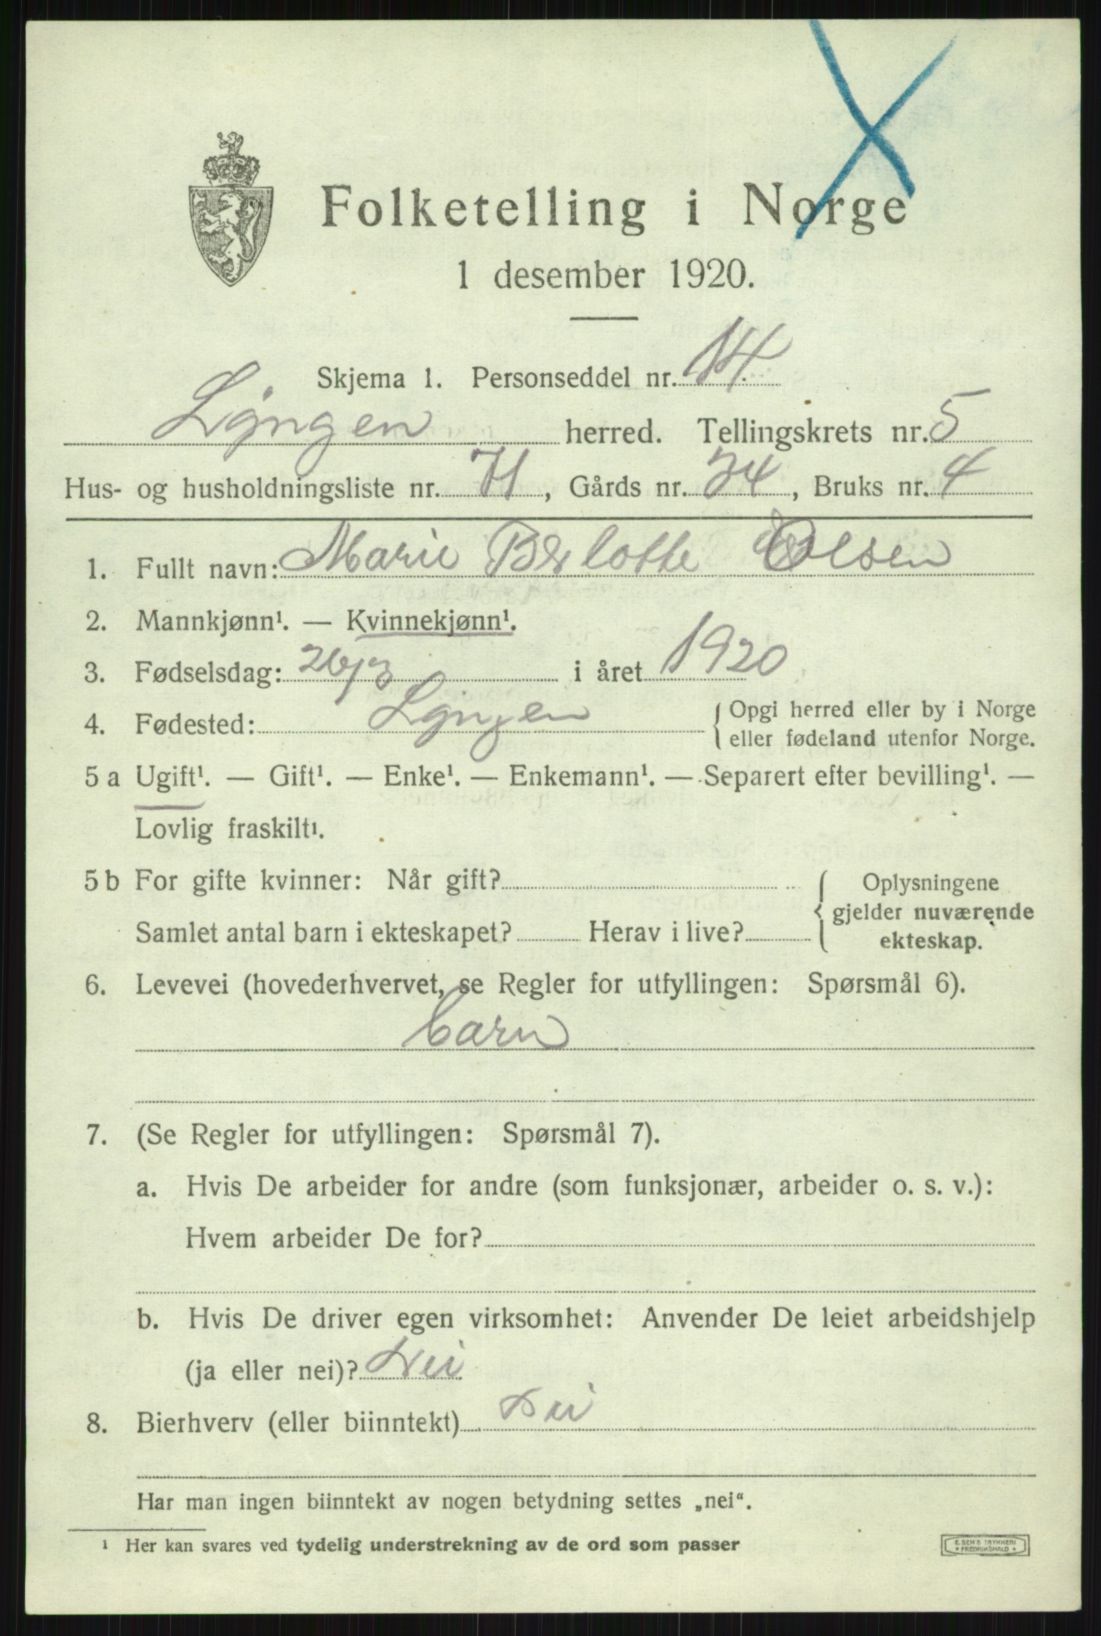 Folketelling i Norge
1 desember 1920.
Skjema 1. Personseddel nr. 14
Lyngen herred. Tellingskrets nr. 5
Hus- og husholdningsliste nr. 71, Gårds nr. 24, Bruks nr. 4
1. Fullt navn: Marie Olsen
2. Mannkjønn¹. — Kvinnekjønn¹.
3. Fødselsdag: 26/3 i året 1920
4. Fødested: Lyngen { Opgi herred eller by i Norge
eller fødeland utenfor Norge.
5 a Ugift¹. — Gift¹. — Enke¹. — Enkemann¹. — Separert efter bevilling¹. —
Lovlig fraskilt¹.
5 b For gifte kvinner: Når gift? { Oplysningene
gjelder nuværende
Samlet antal barn i ekteskapet? Herav i live?
ekteskap.
6. Levevei (hovederhvervet, se Regler for utfyllingen: Spørsmål 6).
barn
7. (Se Regler for utfyllingen: Spørsmål 7).
a. Hvis De arbeider for andre (som funksjonær, arbeider o. s. v.):
Hvem arbeider De for?
b. Hvis De driver egen virksomhet: Anvender De leiet arbeidshjelp
(ja eller nei)? Nei
8. Bierhverv (eller biinntekt) Nei
Har man ingen biinntekt av nogen betydning settes „nei“.
¹ Her kan svares ved tydelig understrekning av de ord som passer